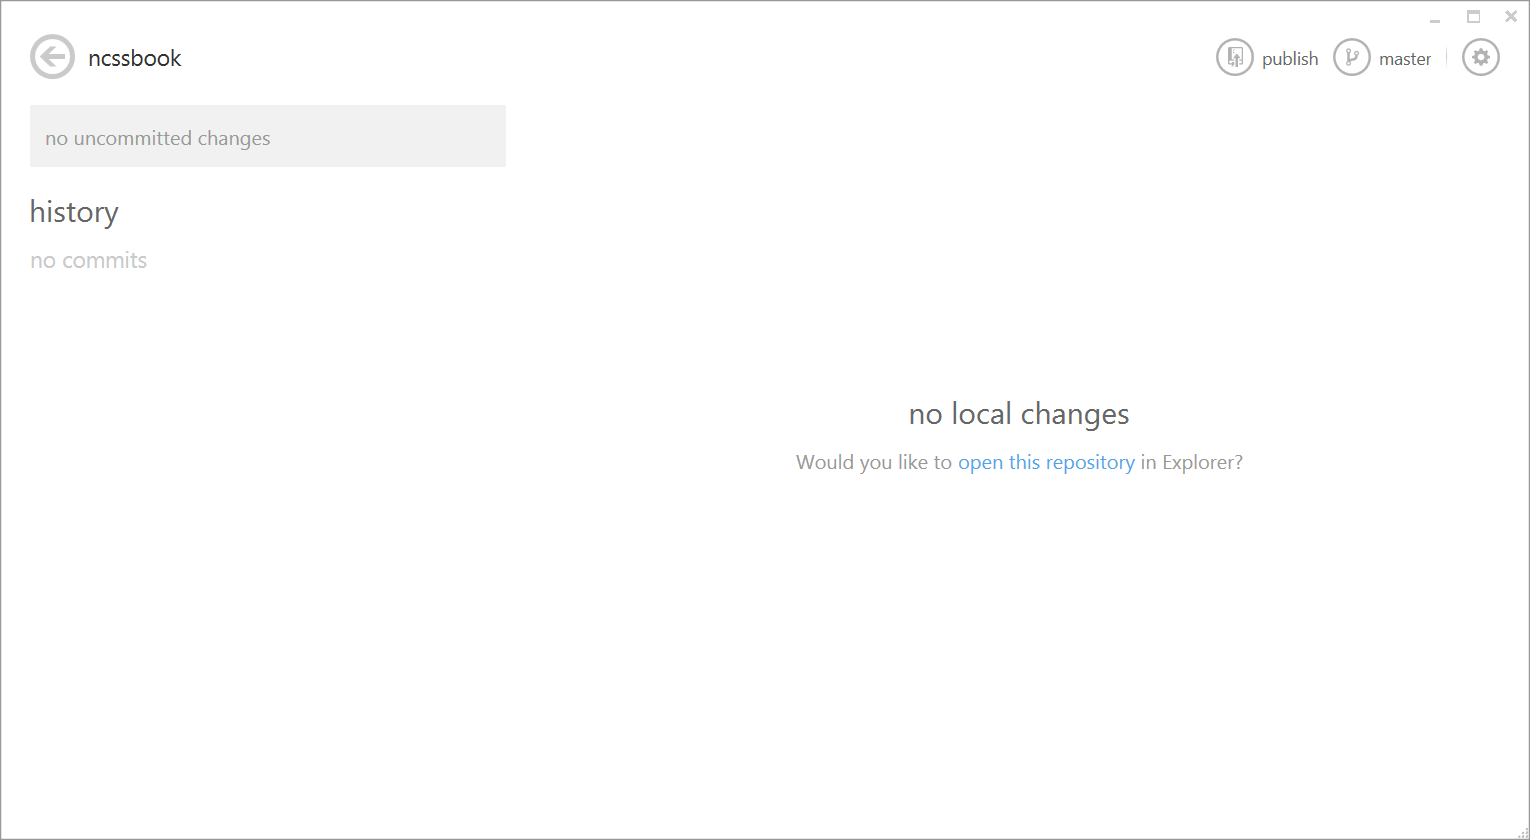 ncssbook
publish
master
no uncommitted changes
history
no commits
no local changes
Would you like to open this repository in Explorer?